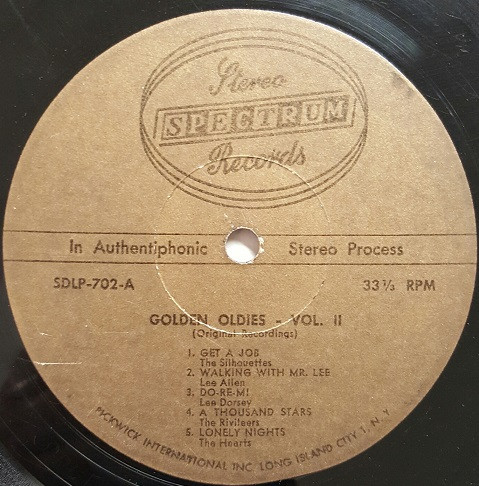 Stereo
SPECTRUM
Records
In Authentiphonic Stereo Process
SDLP-702-A 33⅓ RPM
GOLDEN OLDIES - VOL. II
(Original Recordings)
1. GET A JOB
The Silhouettes
2. WALKING WITH MR. LEE
Lee Allen
3. DO-RE-MI
Lee Dorsey
4. A THOUSAND STARS
The Rivileers
5. LONELY NIGHTS
The Hearts
PICKWICK INTERNATIONAL INC. LONG ISLAND CITY 1, N. Y.